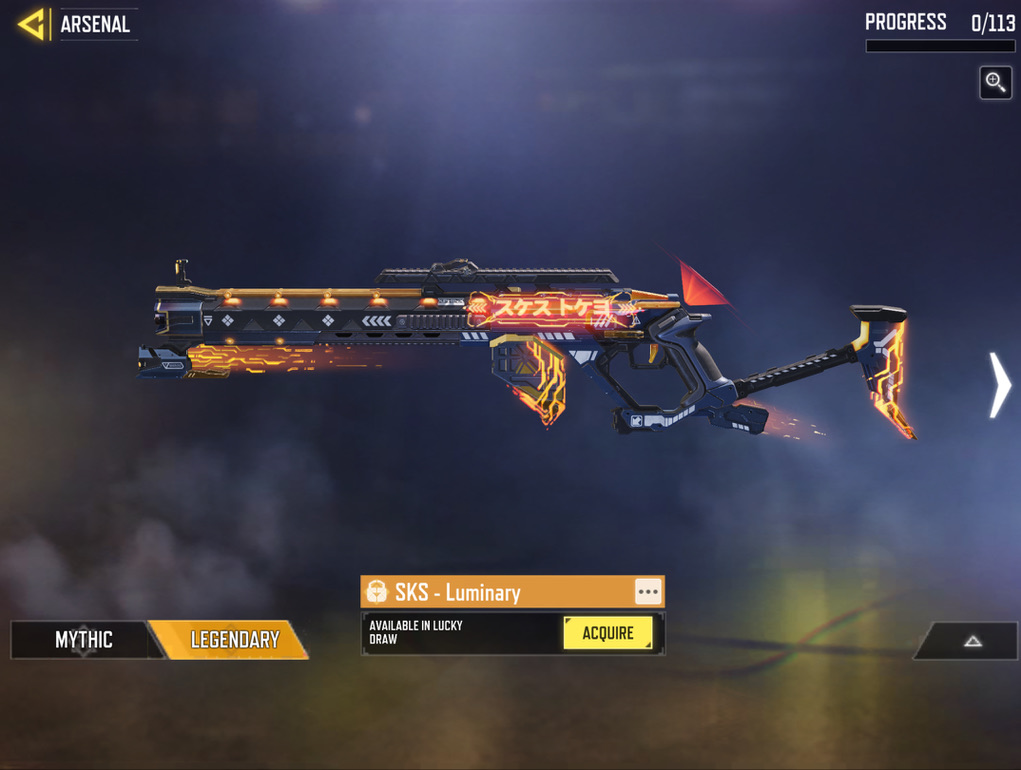 ARSENAL
PROGRESS 0/113
スケストケヨ
SKS - Luminary
AVAILABLE IN LUCKY
DRAW
ACQUIRE
MYTHIC
LEGENDARY